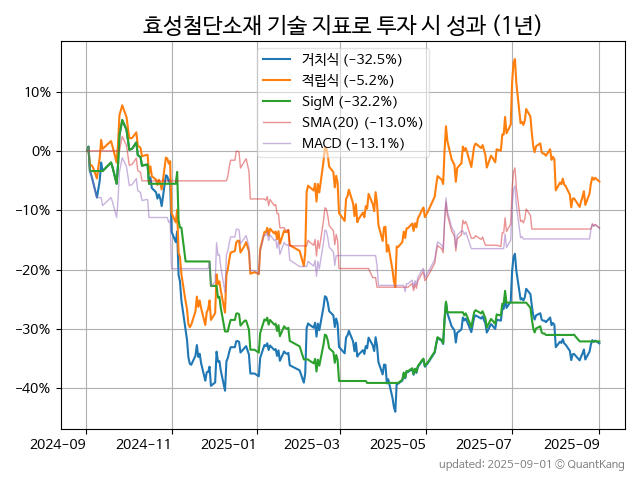 효성첨단소재 기술 지표로 투자 시 성과 (1년)
거치식 (−32.5%)
적립식 (−5.2%)
SigM (−32.2%)
SMA(20) (−13.0%)
MACD (−13.1%)
10%
0%
−10%
−20%
−30%
−40%
2024-09 2024-11 2025-01 2025-03 2025-05 2025-07 2025-09
updated: 2025-09-01 © QuantKang